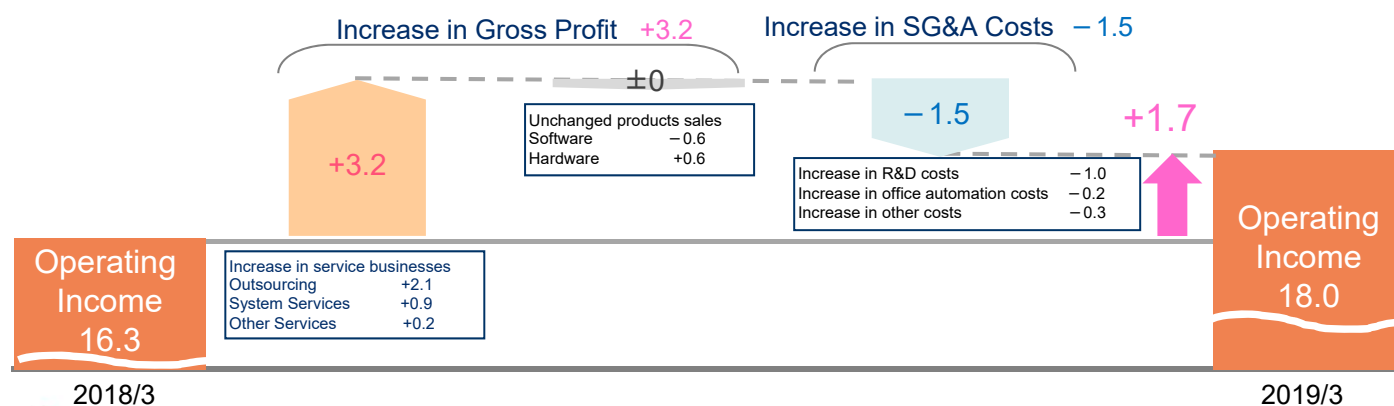 Increase in Gross Profit +3.2
Increase in SG&A Costs －1.5
±0
+3.2
－1.5
+1.7
Unchanged products sales
Software －0.6
Hardware +0.6
Increase in R&D costs －1.0
Increase in office automation costs －0.2
Increase in other costs －0.3
Operating
Income
16.3
Increase in service businesses
Outsourcing +2.1
System Services +0.9
Other Services +0.2
Operating
Income
18.0
2018/3
2019/3